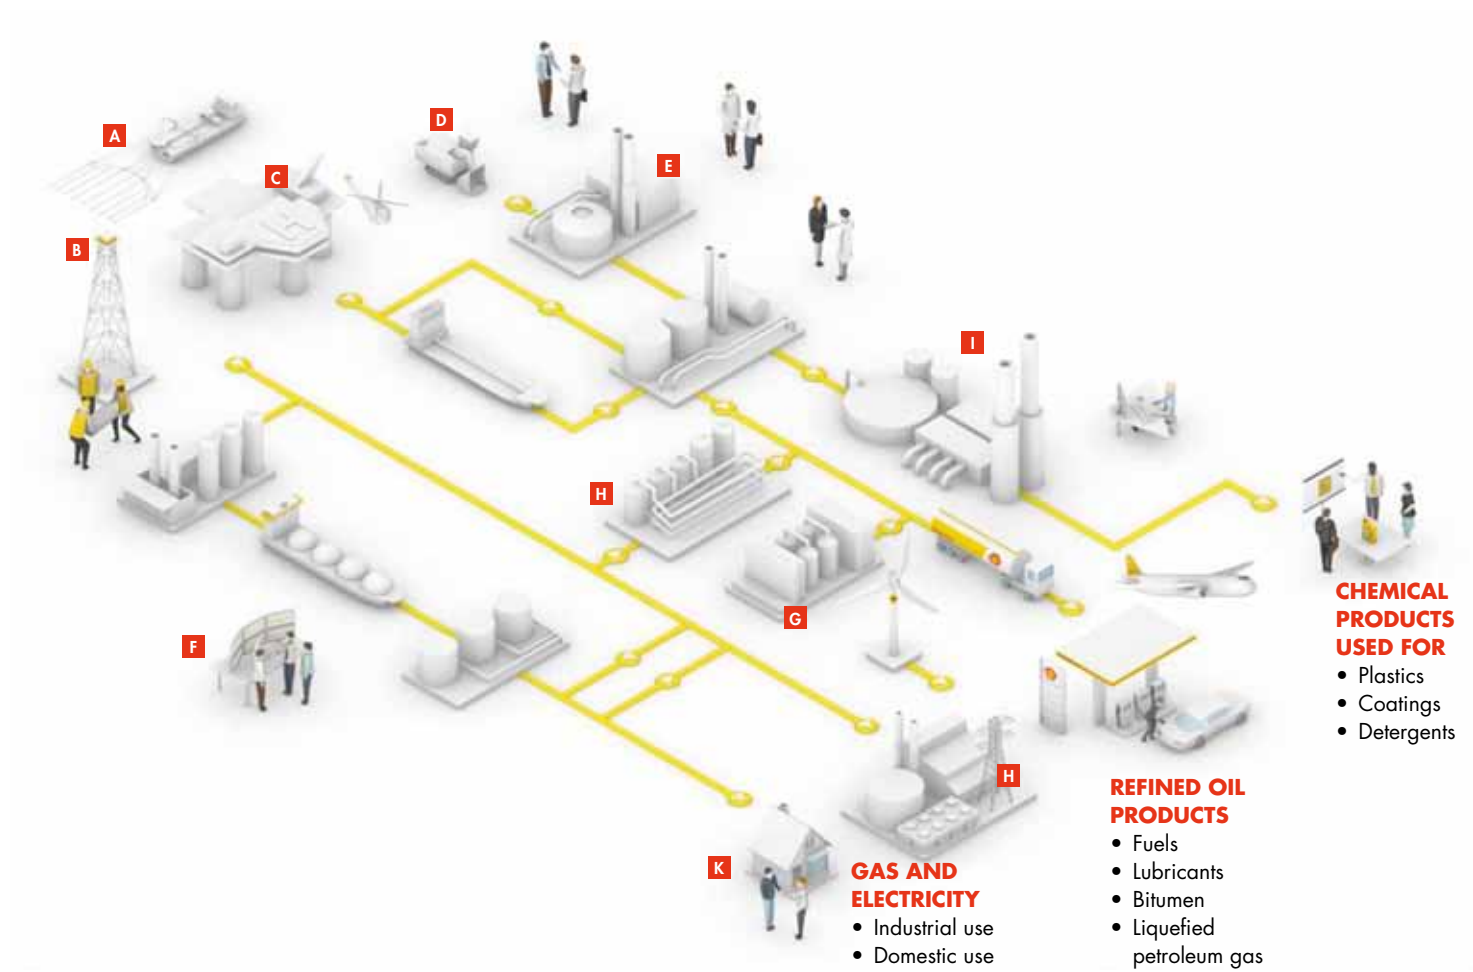 A
D
E
C
B
I
H
G
F
H
K
CHEMICAL
PRODUCTS
USED FOR
• Plastics
• Coatings
• Detergents
REFINED OIL
PRODUCTS
• Fuels
• Lubricants
• Bitumen
• Liquefied
petroleum gas
GAS AND
ELECTRICITY
• Industrial use
• Domestic use